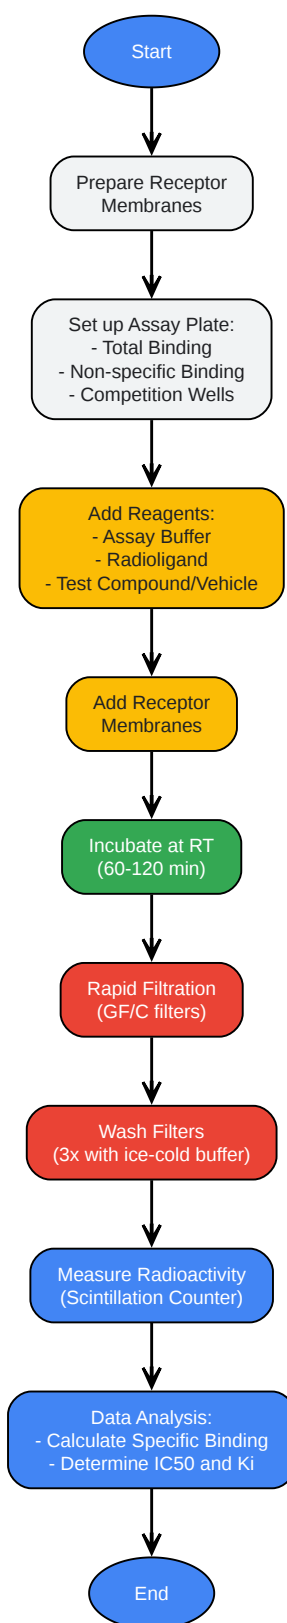 Start
Prepare Receptor
Membranes
Set up Assay Plate:
- Total Binding
- Non-specific Binding
- Competition Wells
Add Reagents:
- Assay Buffer
- Radioligand
- Test Compound/Vehicle
Add Receptor
Membranes
Incubate at RT
(60-120 min)
Rapid Filtration
(GF/C filters)
Wash Filters
(3x with ice-cold buffer)
Measure Radioactivity
(Scintillation Counter)
Data Analysis:
- Calculate Specific Binding
- Determine IC50 and Ki
End